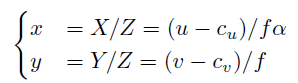 x = X/Z = (u − c_u)/fα
y = Y/Z = (v − c_v)/f